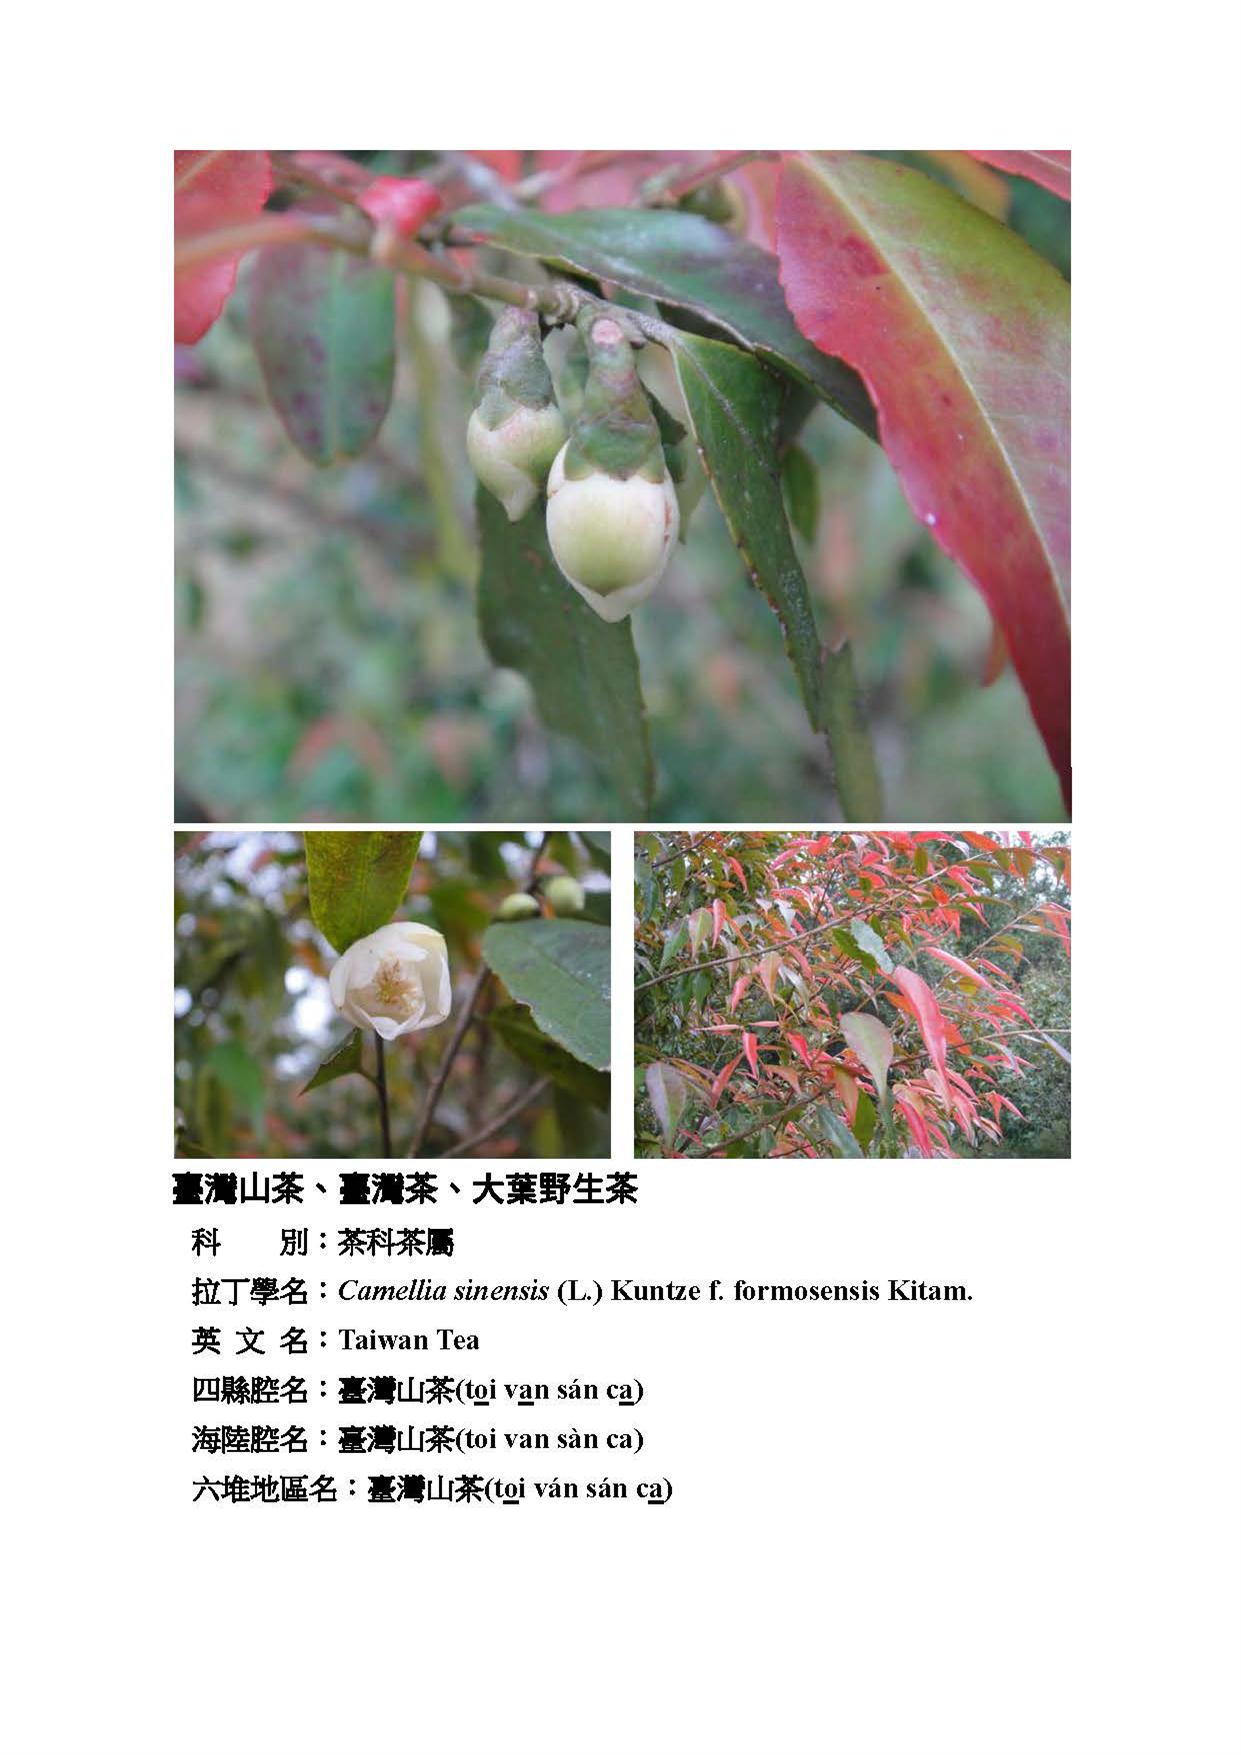 臺灣山茶、臺灣茶、大葉野生茶
科　　別：茶科茶屬
拉丁學名：Camellia sinensis (L.) Kuntze f. formosensis Kitam.
英 文 名：Taiwan Tea
四縣腔名：臺灣山茶(to̲i va̲n sán ca̲)
海陸腔名：臺灣山茶(toi van sàn ca)
六堆地區名：臺灣山茶(to̲i ván sán ca̲)